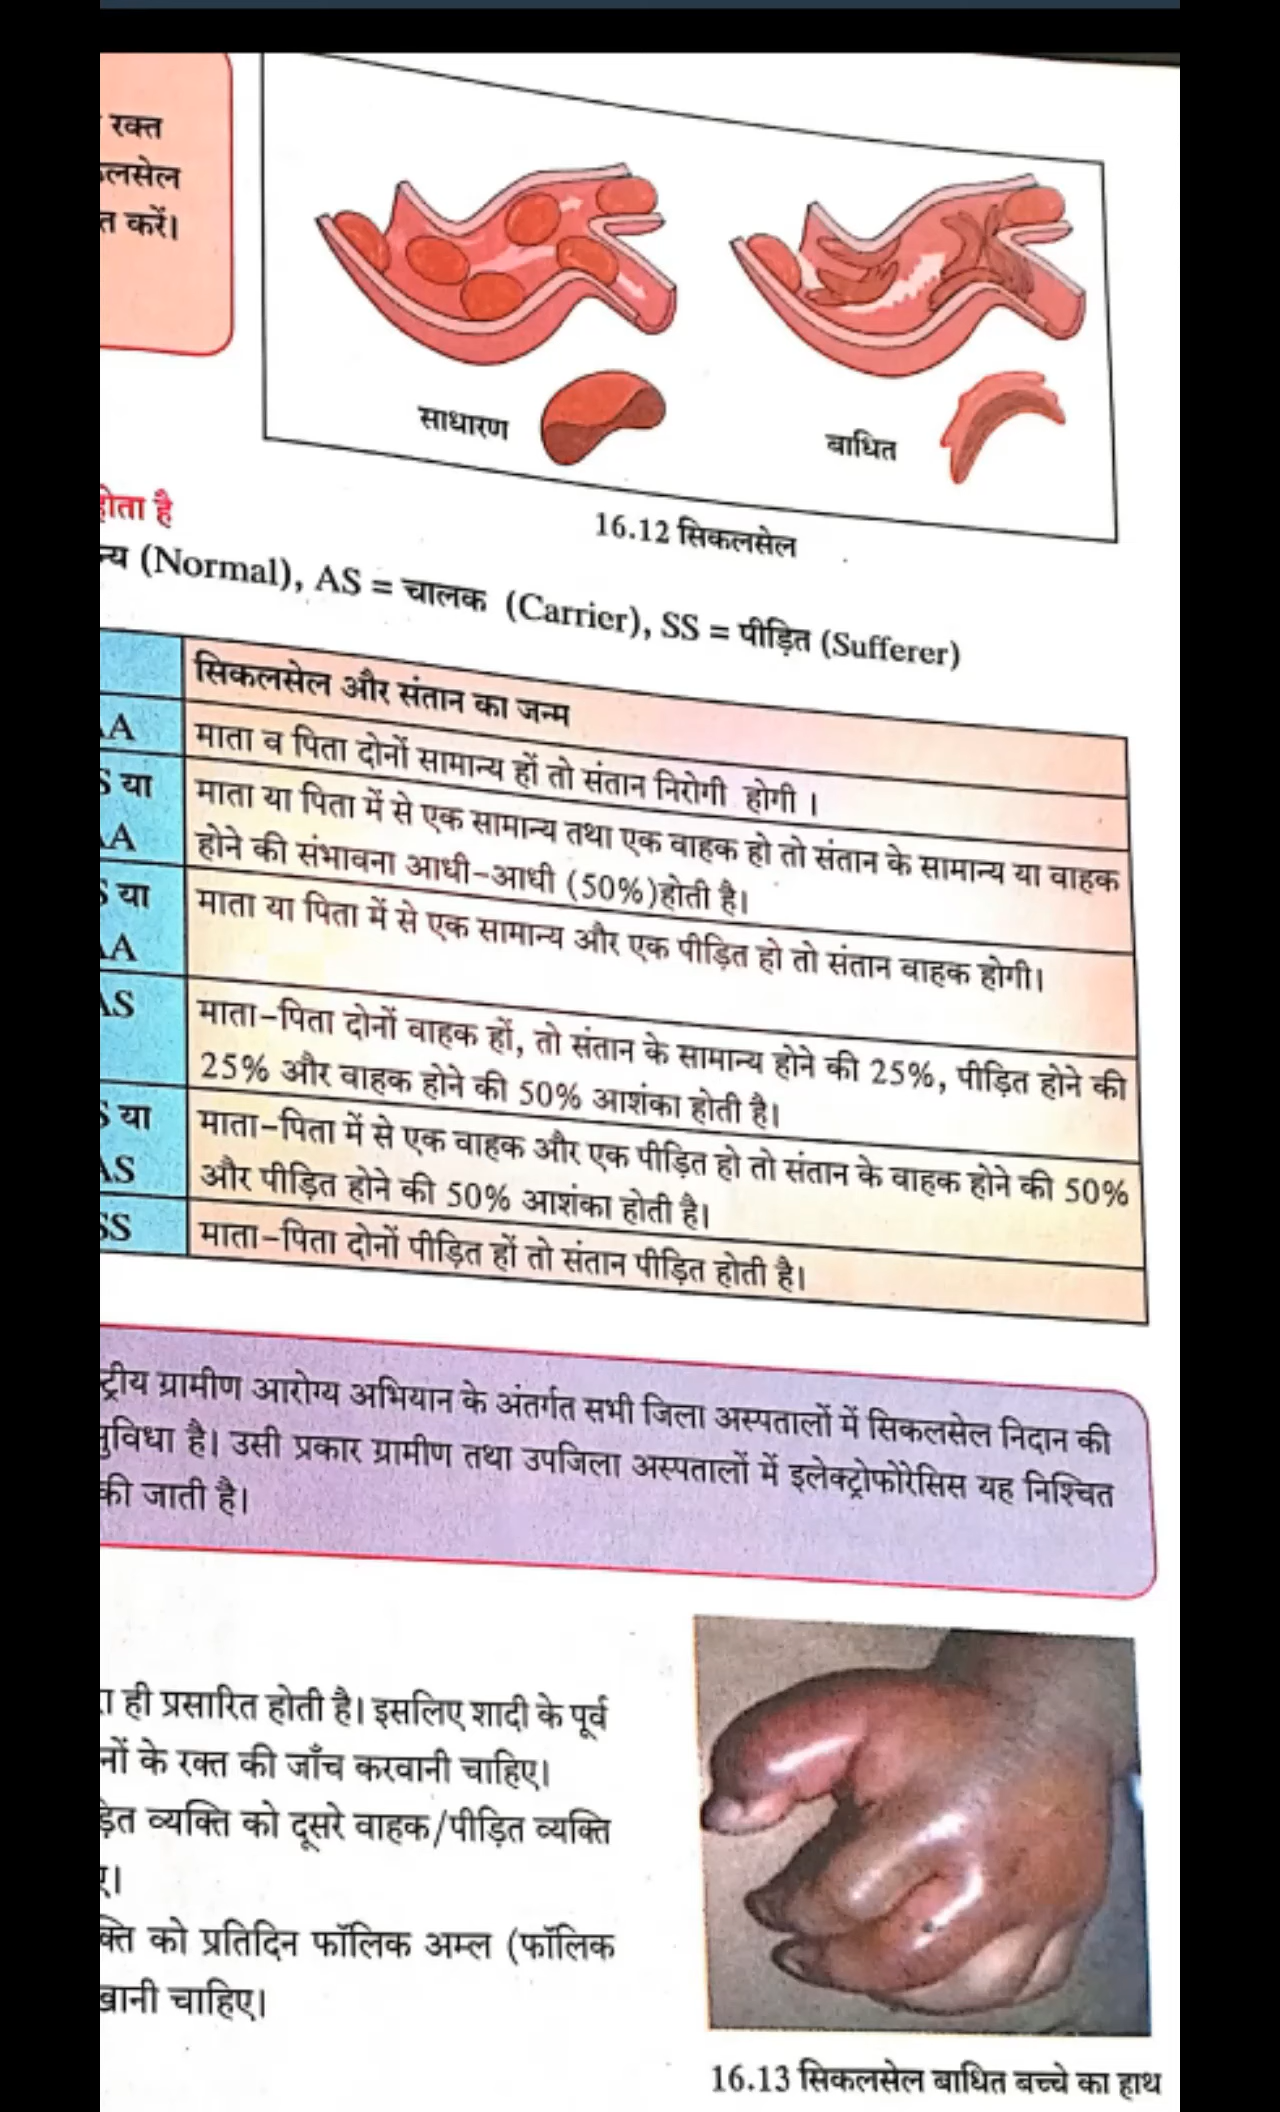 रक्त
त करें।
साधारण
बाधित
16.12 सिकलसेल
होता है
न्य (Normal), AS = चालक (Carrier), SS = पीड़ित (Sufferer)
सिकलसेल और संतान का जन्म
A माता व पिता दोनों सामान्य हों तो संतान निरोगी होगी ।
S या माता या पिता में से एक सामान्य तथा एक वाहक हो तो संतान के सामान्य या वाहक
A होने की संभावना आधी-आधी (50%)होती है।
S या माता या पिता में से एक सामान्य और एक पीड़ित हो तो संतान वाहक होगी।
A
AS माता-पिता दोनों वाहक हों, तो संतान के सामान्य होने की 25%, पीड़ित होने की
25% और वाहक होने की 50% आशंका होती है।
S या माता-पिता में से एक वाहक और एक पीड़ित हो तो संतान के वाहक होने की 50%
AS और पीड़ित होने की 50% आशंका होती है।
SS माता-पिता दोनों पीड़ित हों तो संतान पीड़ित होती है।
ट्रीय ग्रामीण आरोग्य अभियान के अंतर्गत सभी जिला अस्पतालों में सिकलसेल निदान की
सुविधा है। उसी प्रकार ग्रामीण तथा उपजिला अस्पतालों में इलेक्ट्रोफोरेसिस यह निश्चित
की जाती है।
ही प्रसारित होती है। इसलिए शादी के पूर्व
नों के रक्त की जाँच करवानी चाहिए।
ड़ित व्यक्ति को दूसरे वाहक/पीड़ित व्यक्ति
क्ति को प्रतिदिन फॉलिक अम्ल (फॉलिक
खानी चाहिए।
16.13 सिकलसेल बाधित बच्चे का हाथ